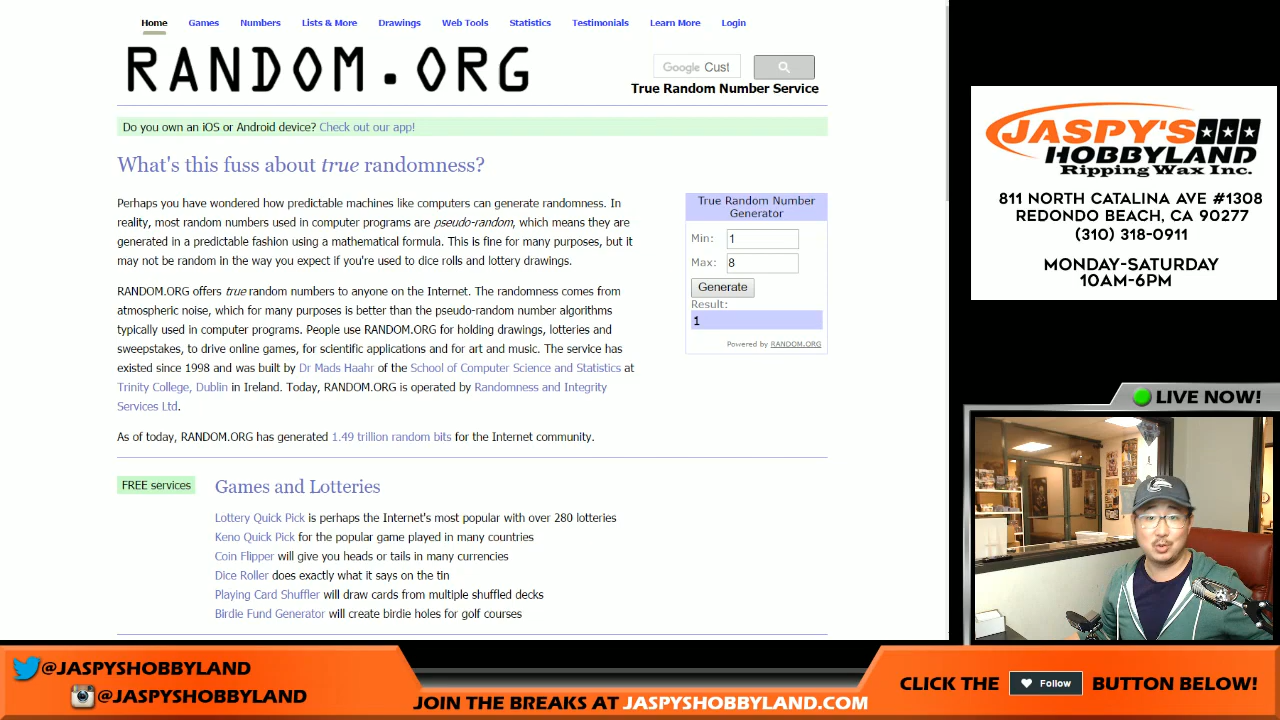 Home Games Numbers Lists & More Drawings Web Tools Statistics Testimonials Learn More Login
RANDOM.ORG
Google Cust
True Random Number Service
Do you own an iOS or Android device? Check out our app!
What's this fuss about true randomness?
Perhaps you have wondered how predictable machines like computers can generate randomness. In
reality, most random numbers used in computer programs are pseudo-random, which means they are
generated in a predictable fashion using a mathematical formula. This is fine for many purposes, but it
may not be random in the way you expect if you're used to dice rolls and lottery drawings.
RANDOM.ORG offers true random numbers to anyone on the Internet. The randomness comes from
atmospheric noise, which for many purposes is better than the pseudo-random number algorithms
typically used in computer programs. People use RANDOM.ORG for holding drawings, lotteries and
sweepstakes, to drive online games, for scientific applications and for art and music. The service has
existed since 1998 and was built by Dr Mads Haahr of the School of Computer Science and Statistics at
Trinity College, Dublin in Ireland. Today, RANDOM.ORG is operated by Randomness and Integrity
Services Ltd.
As of today, RANDOM.ORG has generated 1.49 trillion random bits for the Internet community.
True Random Number
Generator
Min: 1
Max: 8
Generate
Result:
1
Powered by RANDOM.ORG
FREE services
Games and Lotteries
Lottery Quick Pick is perhaps the Internet's most popular with over 280 lotteries
Keno Quick Pick for the popular game played in many countries
Coin Flipper will give you heads or tails in many currencies
Dice Roller does exactly what it says on the tin
Playing Card Shuffler will draw cards from multiple shuffled decks
Birdie Fund Generator will create birdie holes for golf courses
JASPY'S
HOBBYLAND
Ripping Wax Inc.
811 NORTH CATALINA AVE #1308
REDONDO BEACH, CA 90277
(310) 318-0911
MONDAY-SATURDAY
10AM-6PM
LIVE NOW!
@JASPYSHOBBYLAND
@JASPYSHOBBYLAND
JOIN THE BREAKS AT JASPYSHOBBYLAND.COM
CLICK THE Follow BUTTON BELOW!